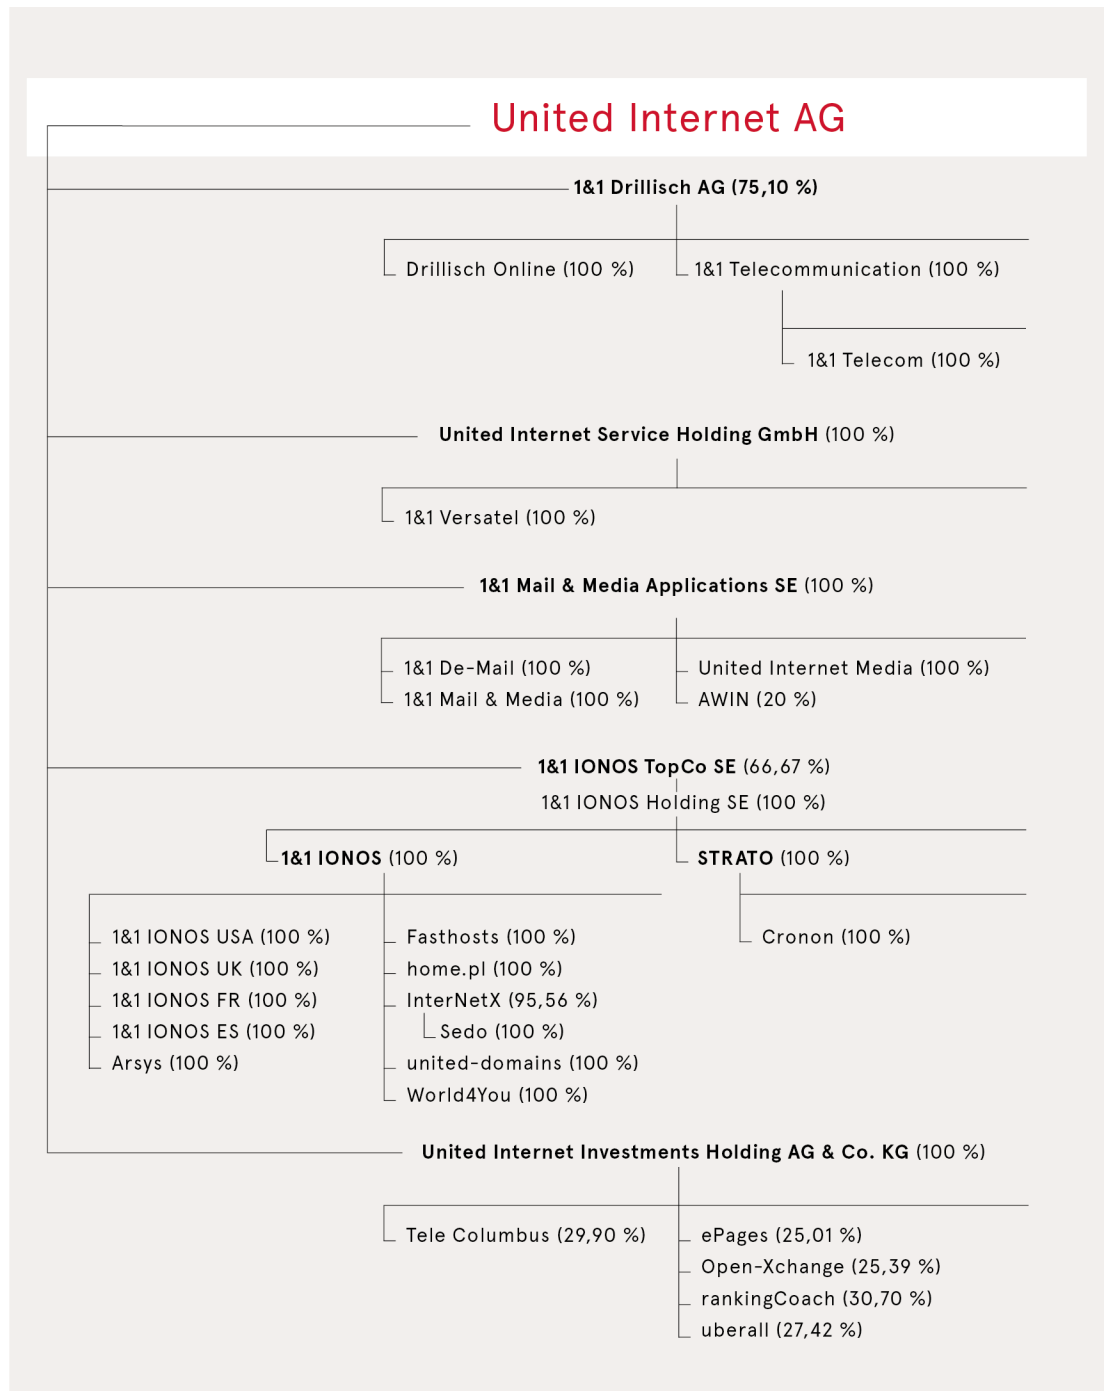 United Internet AG
1&1 Drillisch AG (75,10 %)
Drillisch Online (100 %)
1&1 Telecommunication (100 %)
1&1 Telecom (100 %)
United Internet Service Holding GmbH (100 %)
1&1 Versatel (100 %)
1&1 Mail & Media Applications SE (100 %)
1&1 De-Mail (100 %)
1&1 Mail & Media (100 %)
United Internet Media (100 %)
AWIN (20 %)
1&1 IONOS TopCo SE (66,67 %)
1&1 IONOS Holding SE (100 %)
1&1 IONOS (100 %)
1&1 IONOS USA (100 %)
1&1 IONOS UK (100 %)
1&1 IONOS FR (100 %)
1&1 IONOS ES (100 %)
Arsys (100 %)
Fasthosts (100 %)
home.pl (100 %)
InterNetX (95,56 %)
Sedo (100 %)
united-domains (100 %)
World4You (100 %)
STRATO (100 %)
Cronon (100 %)
United Internet Investments Holding AG & Co. KG (100 %)
Tele Columbus (29,90 %)
ePages (25,01 %)
Open-Xchange (25,39 %)
rankingCoach (30,70 %)
uberall (27,42 %)